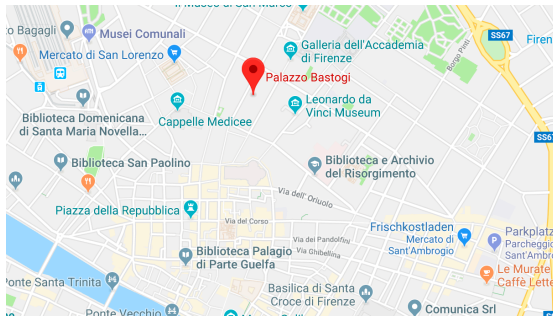 Il Museo di San Marco
zo Bagagli
Musei Comunali
SS67
Firen
Galleria dell'Accademia
di Firenze
Borgo Pinti
Mercato di San Lorenzo
Palazzo Bastogi
Leonardo da
Vinci Museum
Biblioteca Domenicana
di Santa Maria Novella...
Cappelle Medicee
SS67
Biblioteca San Paolino
Biblioteca e Archivio
del Risorgimento
Via dell' Oriuolo
Piazza della Repubblica
Via del Corso
Frischkostladen
Mercato di
Sant'Ambrogio
Parkplatz
Parcheggio
Sant'Ambro
Via dei Pandolfini
Via Ghibellina
Biblioteca Palagio
di Parte Guelfa
Le Murate
Caffè Lette
Ponte Santa Trinita
Basilica di Santa
Croce di Firenze
Ponte Vecchio
Comunica Srl